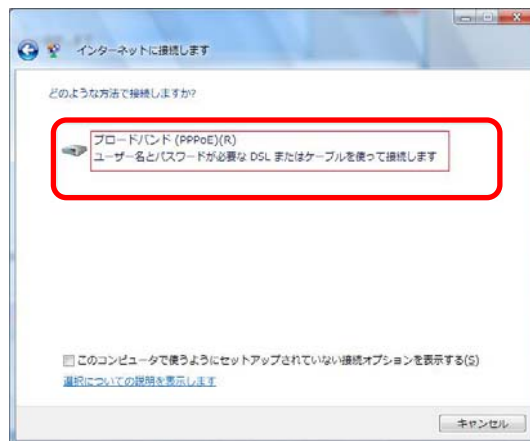 インターネットに接続します
どのような方法で接続しますか?
ブロードバンド (PPPoE)(R)
ユーザー名とパスワードが必要な DSL またはケーブルを使って接続します
このコンピュータで使うようにセットアップされていない接続オプションを表示する(S)
選択についての説明を表示します
キャンセル